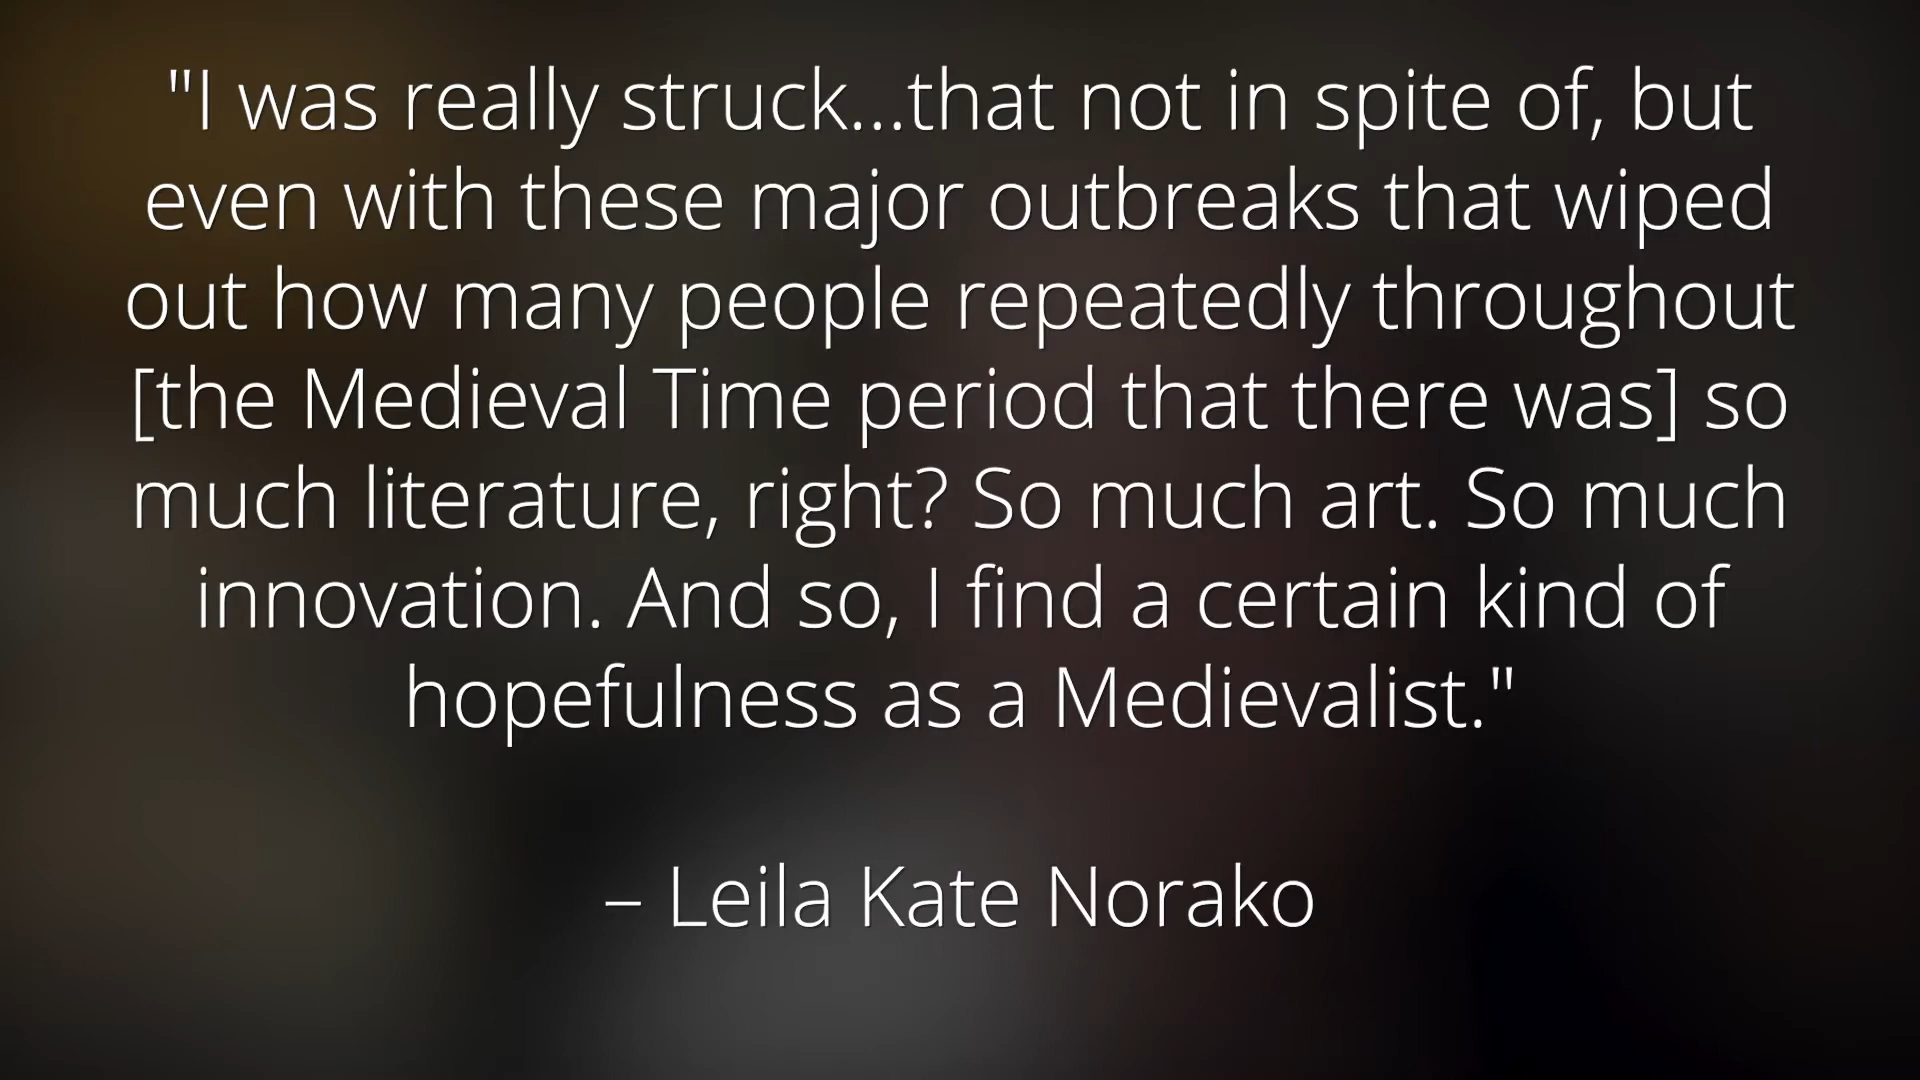 "I was really struck...that not in spite of, but
even with these major outbreaks that wiped
out how many people repeatedly throughout
[the Medieval Time period that there was] so
much literature, right? So much art. So much
innovation. And so, I find a certain kind of
hopefulness as a Medievalist."
– Leila Kate Norako